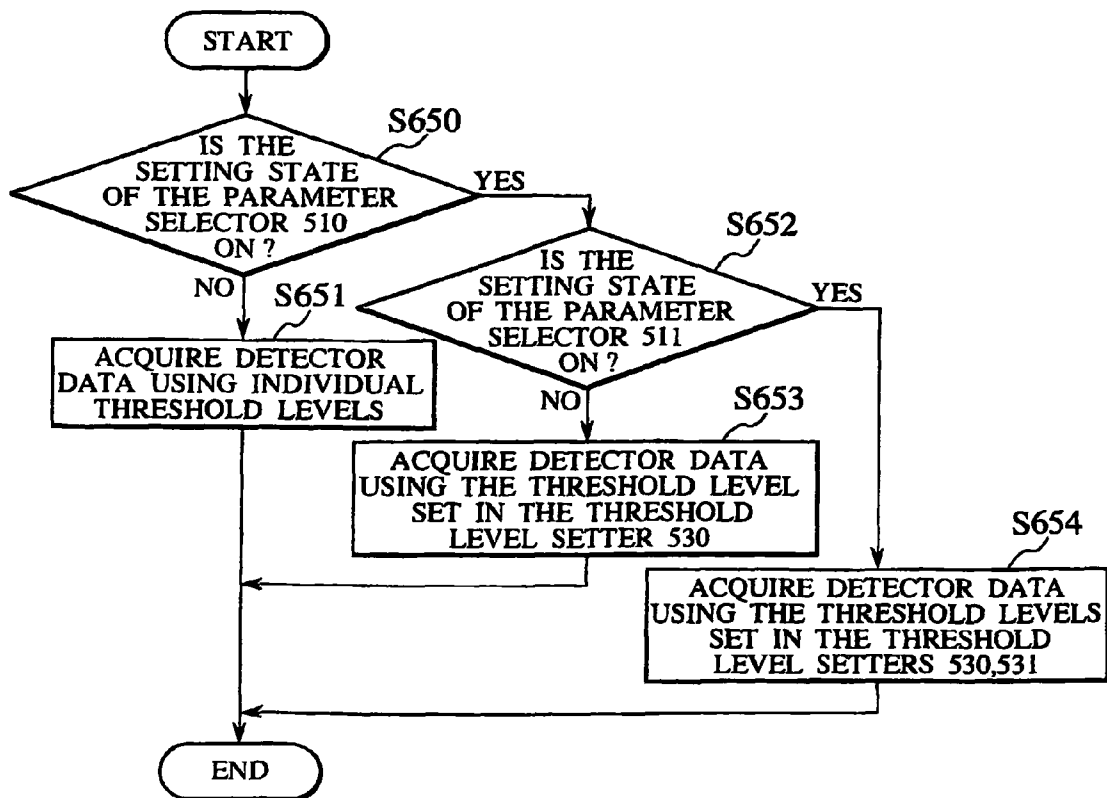 START
S650
IS THE
SETTING STATE
OF THE PARAMETER
SELECTOR 510
ON ?
YES
NO
S651
ACQUIRE DETECTOR
DATA USING INDIVIDUAL
THRESHOLD LEVELS
S652
IS THE
SETTING STATE
OF THE PARAMETER
SELECTOR 511
ON ?
YES
NO
S653
ACQUIRE DETECTOR DATA
USING THE THRESHOLD LEVEL
SET IN THE THRESHOLD
LEVEL SETTER 530
S654
ACQUIRE DETECTOR DATA
USING THE THRESHOLD LEVELS
SET IN THE THRESHOLD
LEVEL SETTERS 530,531
END